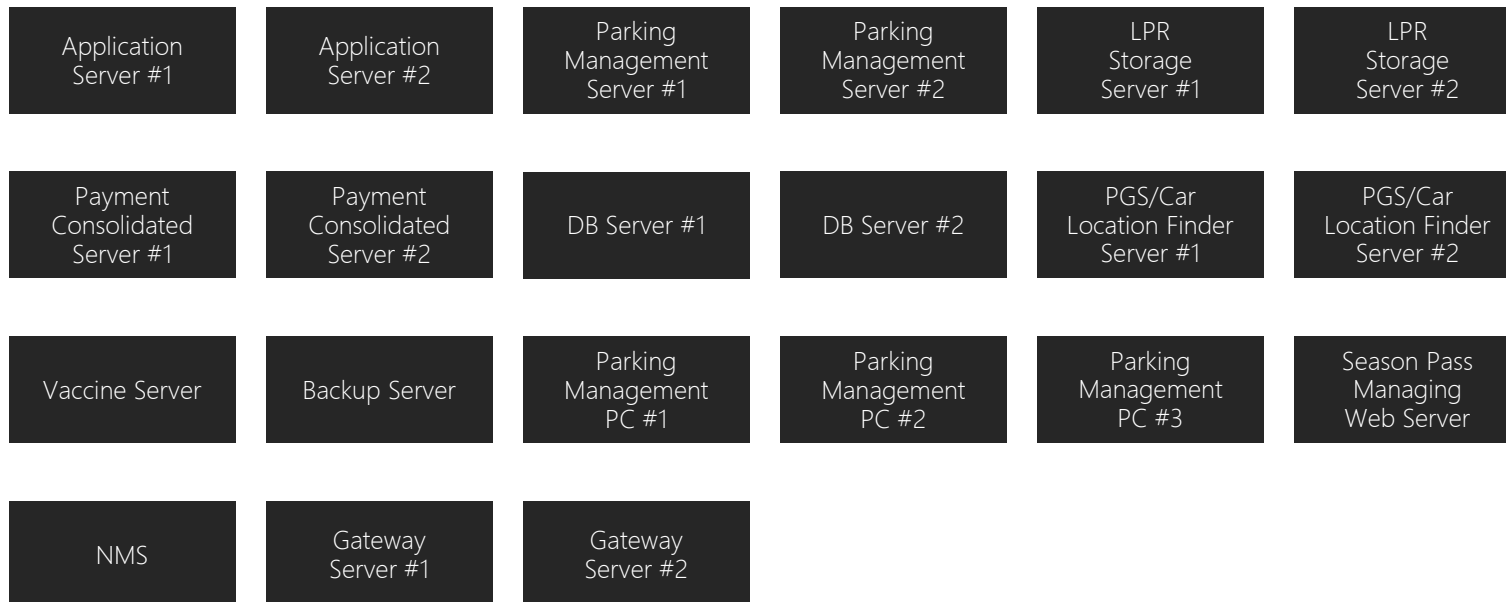 Application
Server #1
Application
Server #2
Parking
Management
Server #1
Parking
Management
Server #2
LPR
Storage
Server #1
LPR
Storage
Server #2
Payment
Consolidated
Server #1
Payment
Consolidated
Server #2
DB Server #1
DB Server #2
PGS/Car
Location Finder
Server #1
PGS/Car
Location Finder
Server #2
Vaccine Server
Backup Server
Parking
Management
PC #1
Parking
Management
PC #2
Parking
Management
PC #3
Season Pass
Managing
Web Server
NMS
Gateway
Server #1
Gateway
Server #2